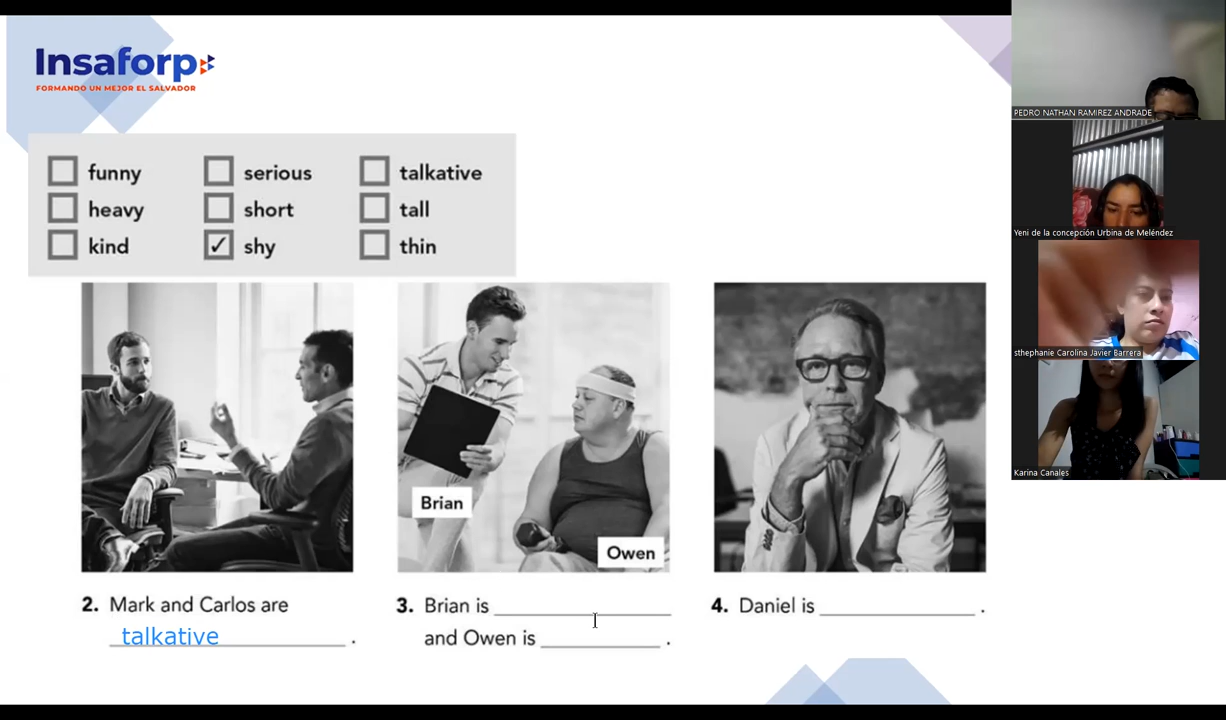 Insaforp
FORMANDO UN MEJOR EL SALVADOR
funny
serious
talkative
heavy
short
tall
kind
✓ shy
thin
Brian
Owen
2. Mark and Carlos are
talkative .
3. Brian is
and Owen is .
4. Daniel is .
PEDRO NATHAN RAMIREZ ANDRADE
Yeni de la concepción Urbina de Meléndez
sthephanie Carolina Javier Barrera
Karina Canales